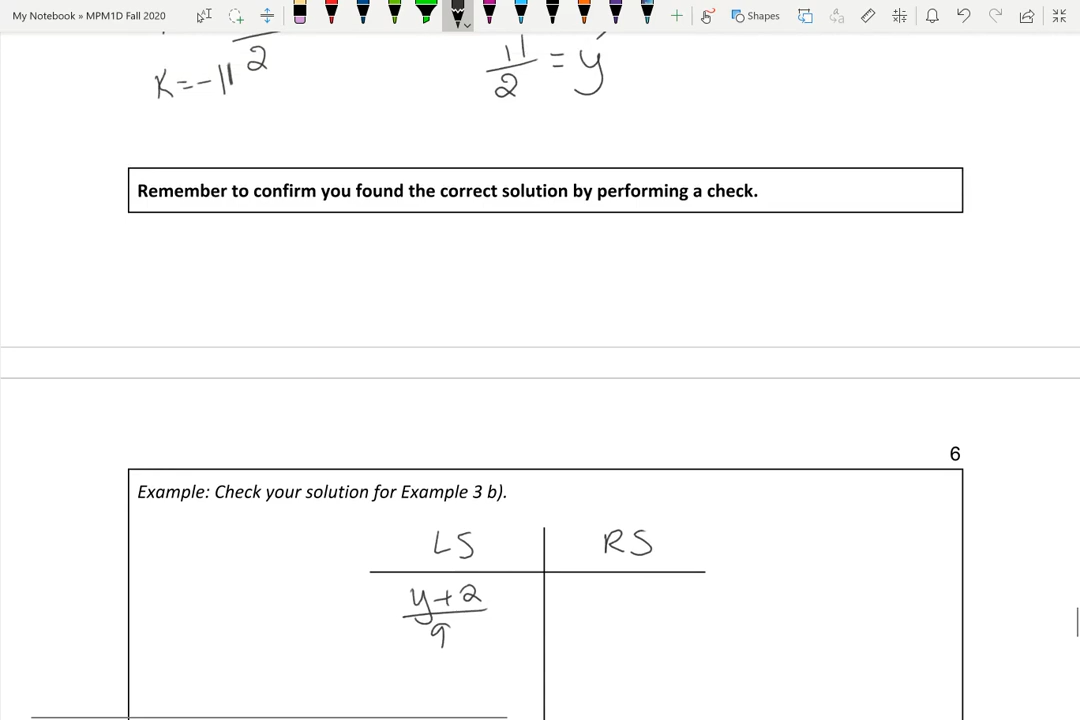 My Notebook » MPM1D Fall 2020
Shapes
2
K=-11
11/2 = y
Remember to confirm you found the correct solution by performing a check.
6
Example: Check your solution for Example 3 b).
LS RS
y+2
9